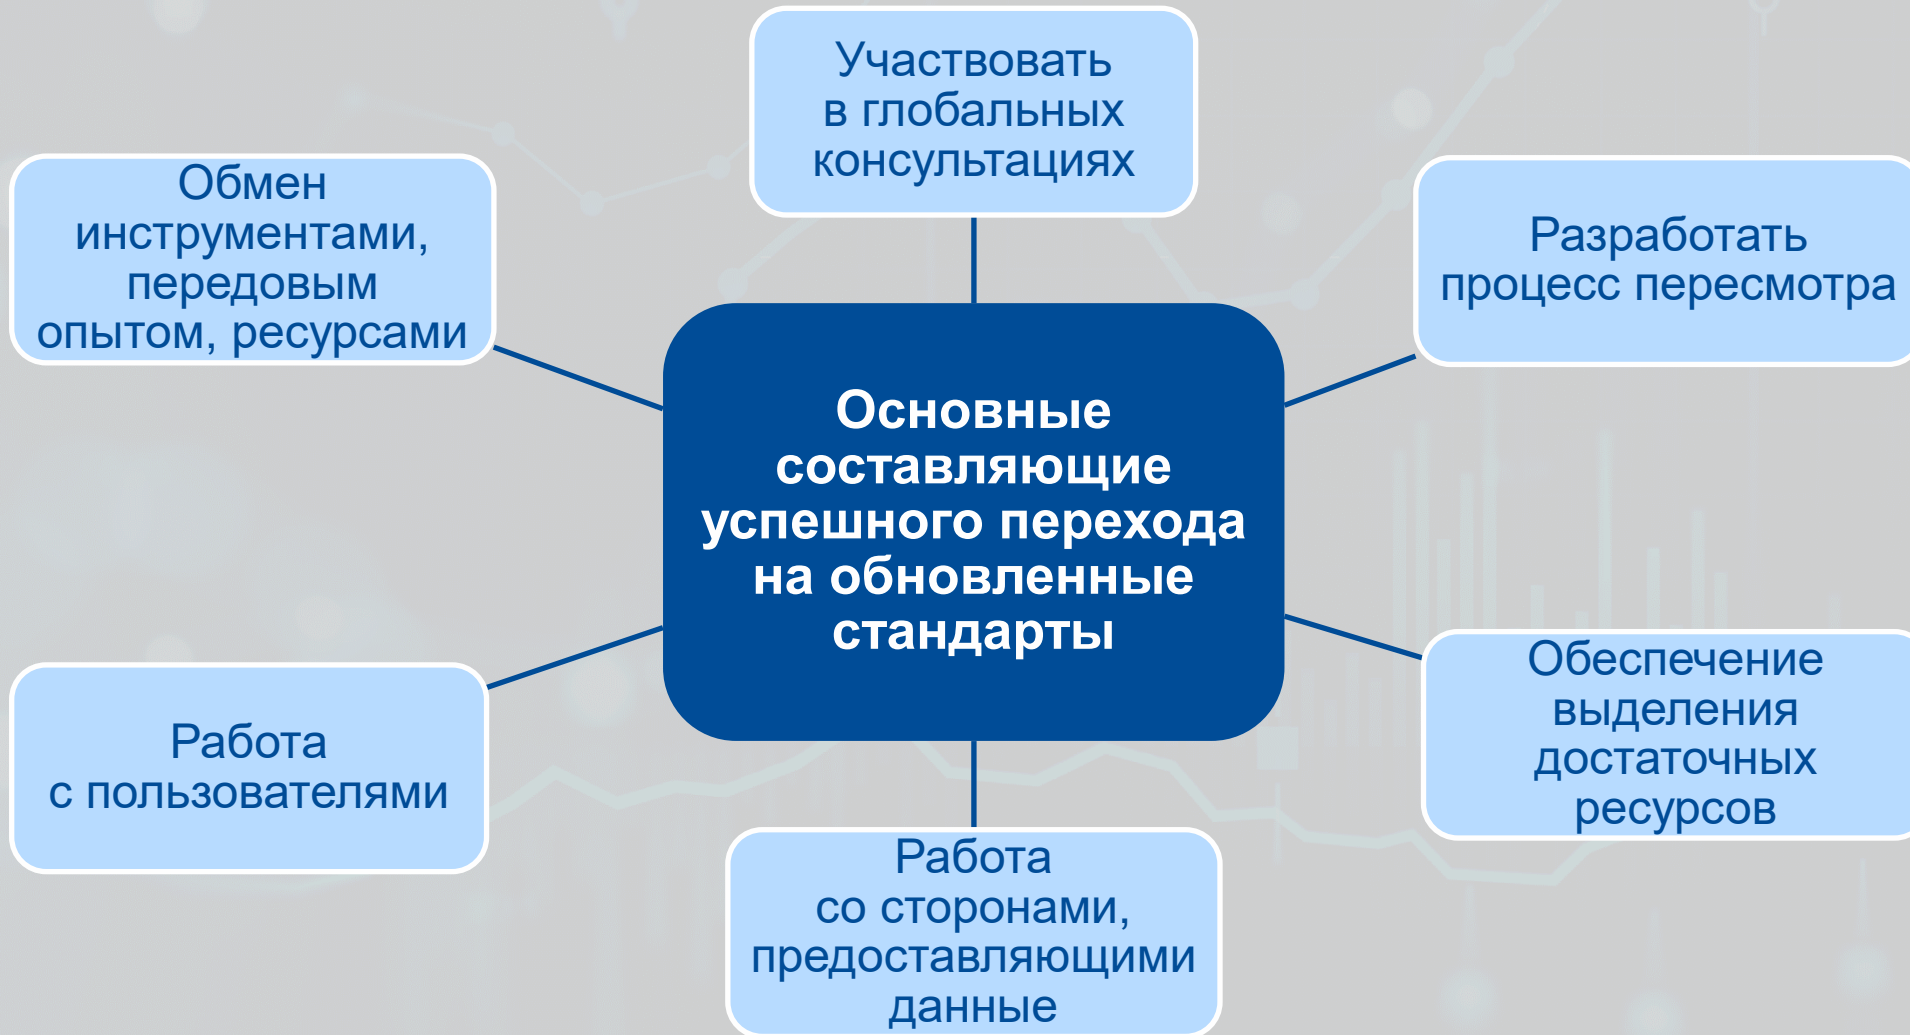 Участвовать
в глобальных
консультациях
Обмен
инструментами,
передовым
опытом, ресурсами
Разработать
процесс пересмотра
Основные
составляющие
успешного перехода
на обновленные
стандарты
Работа
с пользователями
Обеспечение
выделения
достаточных
ресурсов
Работа
со сторонами,
предоставляющими
данные